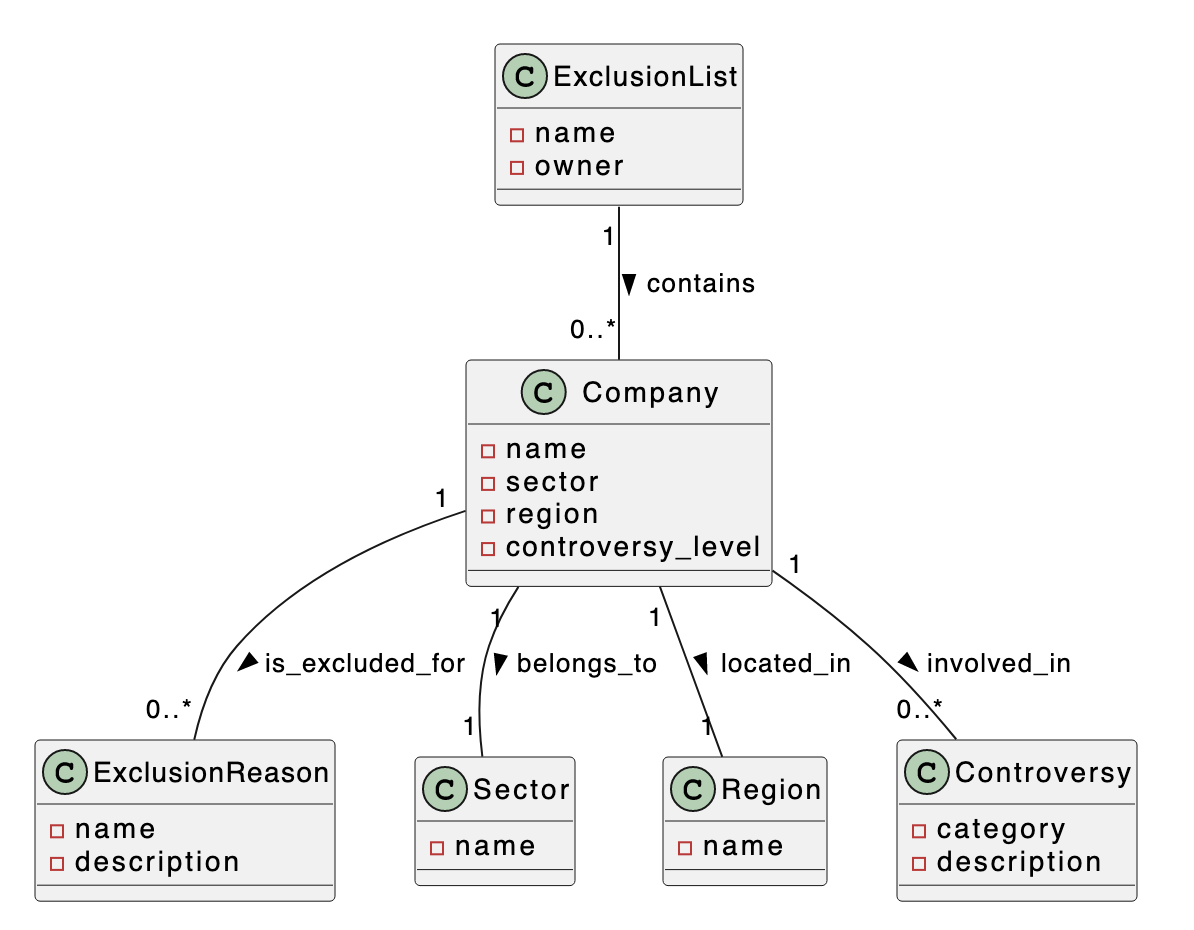 C ExclusionList
name
owner
1
contains
0..*
C Company
name
sector
region
controversy_level
1
1
1
1
is_excluded_for
belongs_to
located_in
involved_in
0..*
1
1
0..*
C ExclusionReason
name
description
C Sector
name
C Region
name
C Controversy
category
description